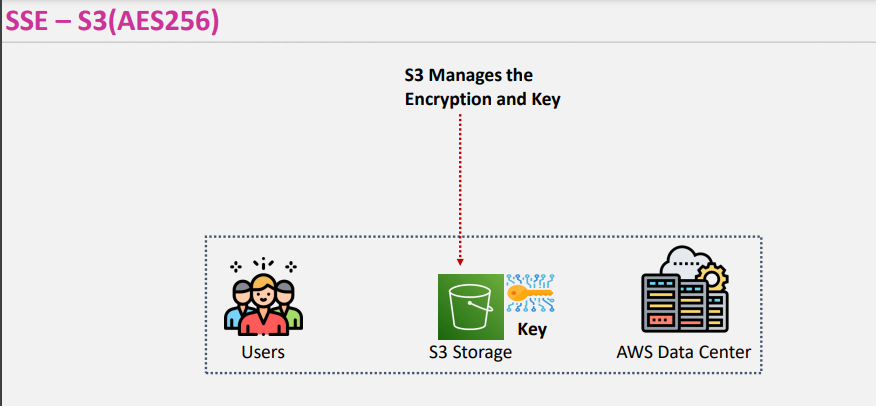 SSE – S3(AES256)
S3 Manages the
Encryption and Key
Key
Users
S3 Storage
AWS Data Center